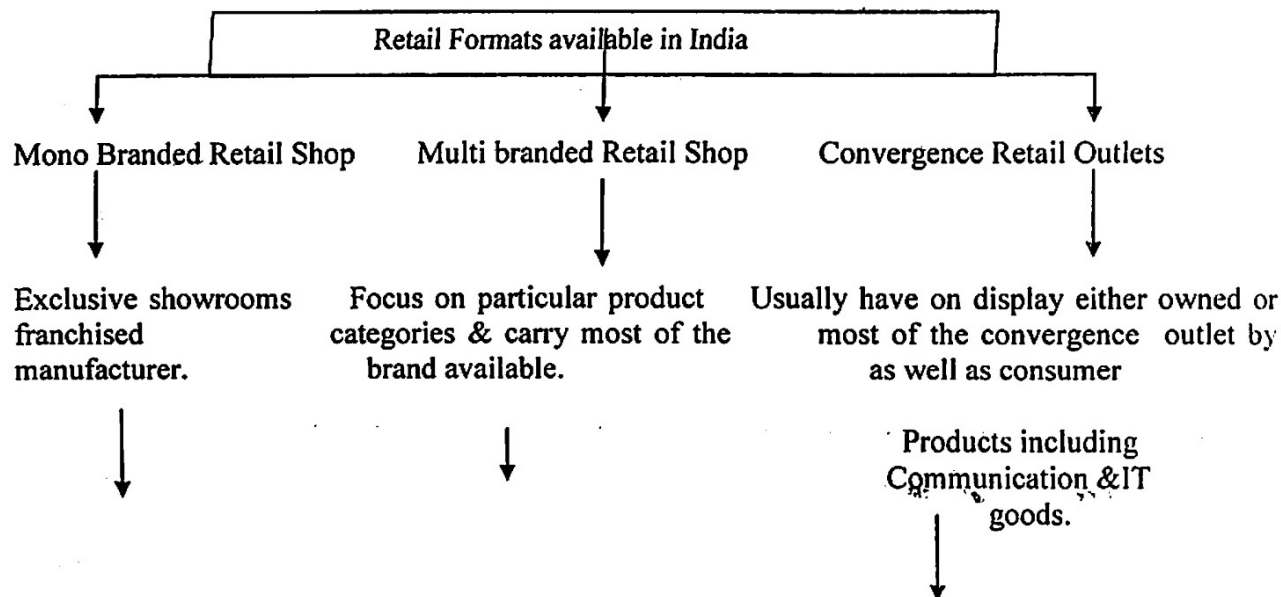 Retail Formats available in India
Mono Branded Retail Shop
Multi branded Retail Shop
Convergence Retail Outlets
Exclusive showrooms
franchised
manufacturer.
Focus on particular product
categories & carry most of the
brand available.
Usually have on display either owned or
most of the convergence outlet by
as well as consumer
Products including
Communication &IT
goods.